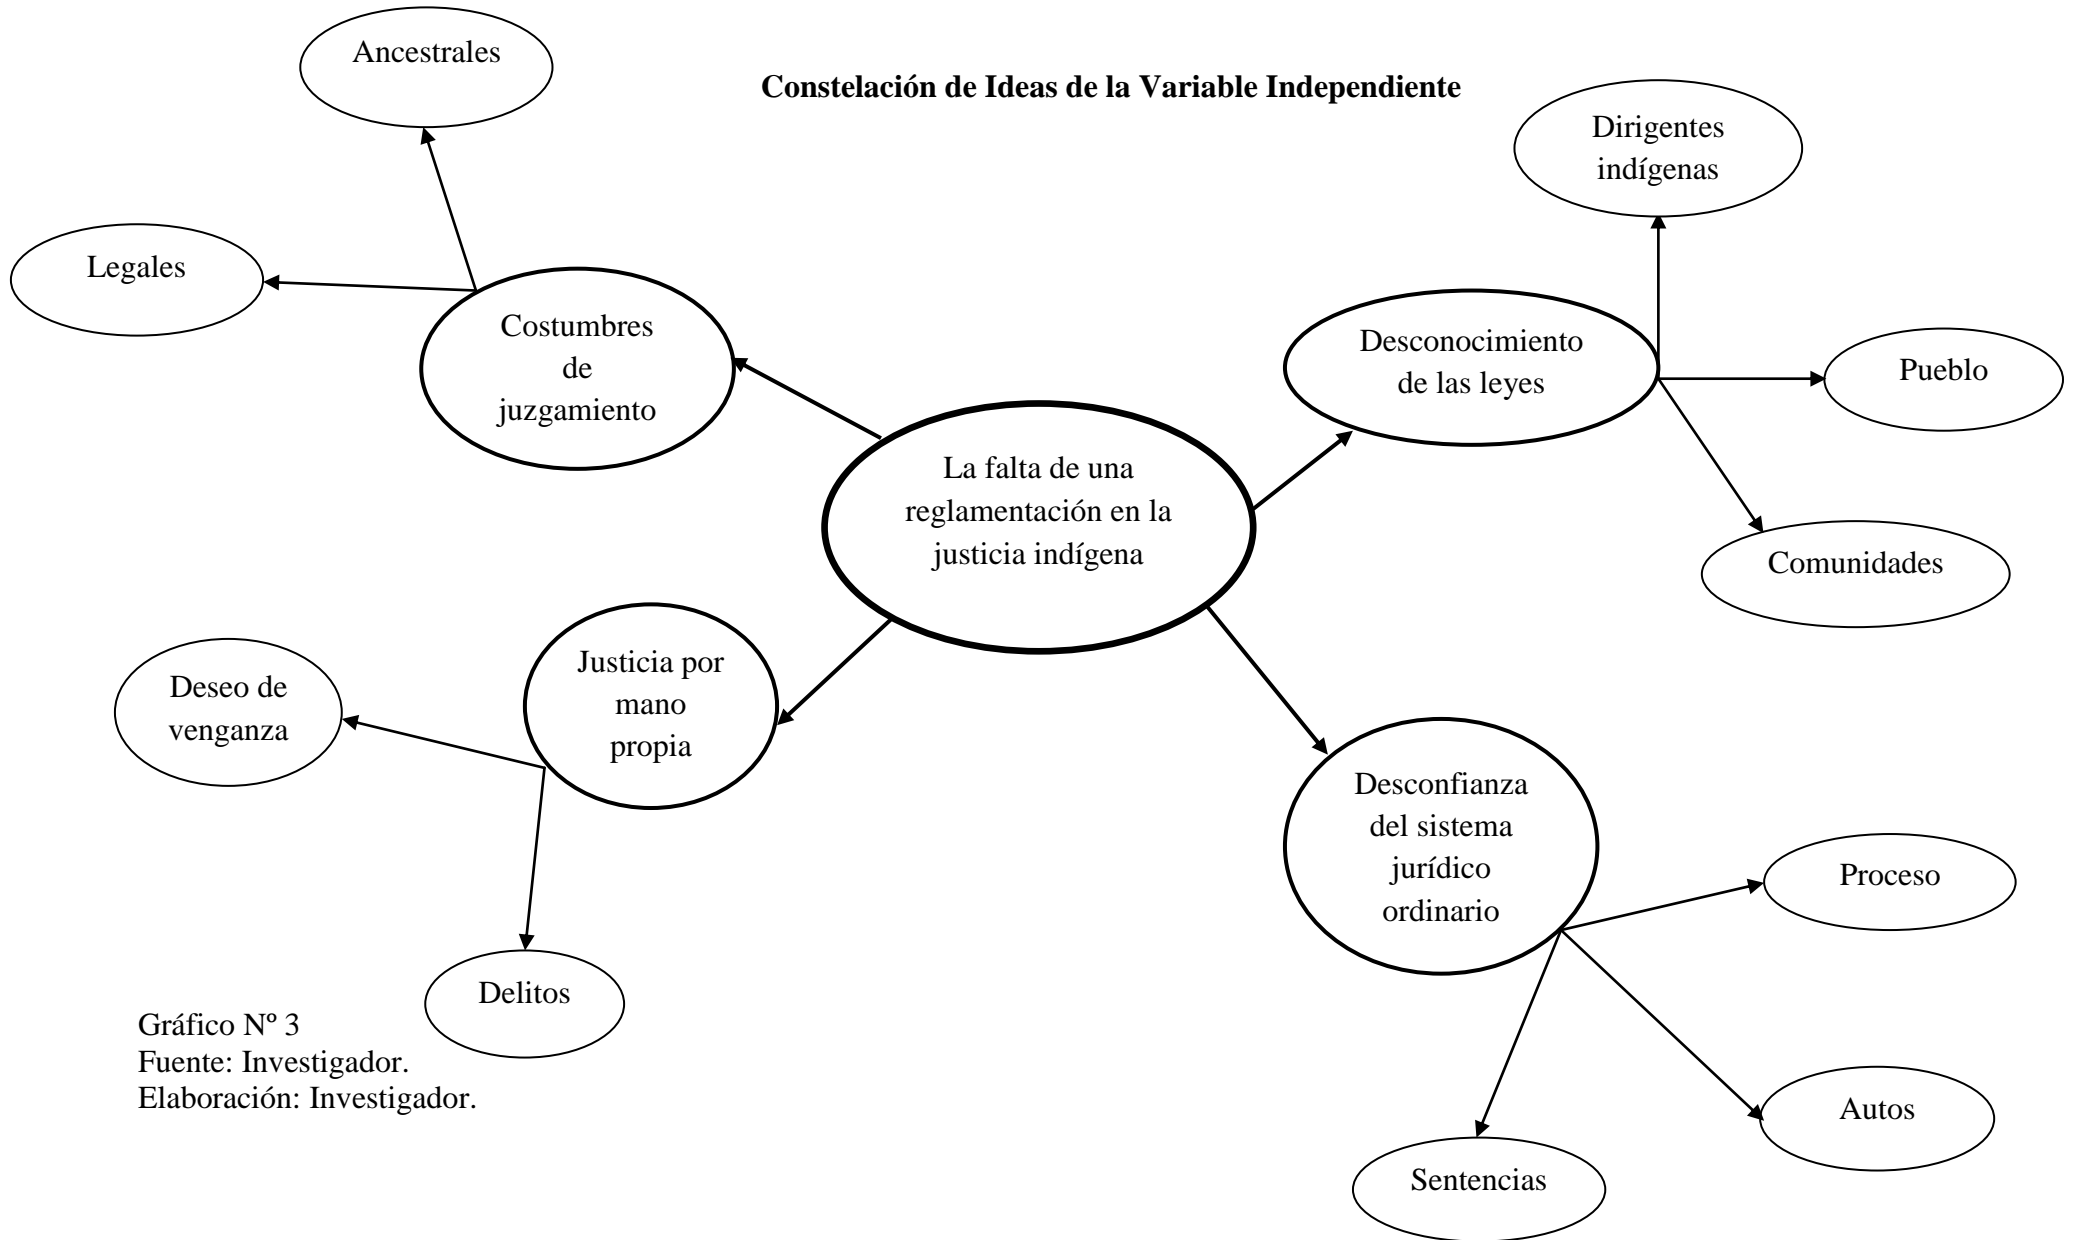 Constelación de Ideas de la Variable Independiente
Ancestrales
Legales
Costumbres
de
juzgamiento
Dirigentes
indígenas
Desconocimiento
de las leyes
Pueblo
Comunidades
La falta de una
reglamentación en la
justicia indígena
Justicia por
mano
propia
Deseo de
venganza
Delitos
Desconfianza
del sistema
jurídico
ordinario
Proceso
Autos
Sentencias
Gráfico Nº 3
Fuente: Investigador.
Elaboración: Investigador.